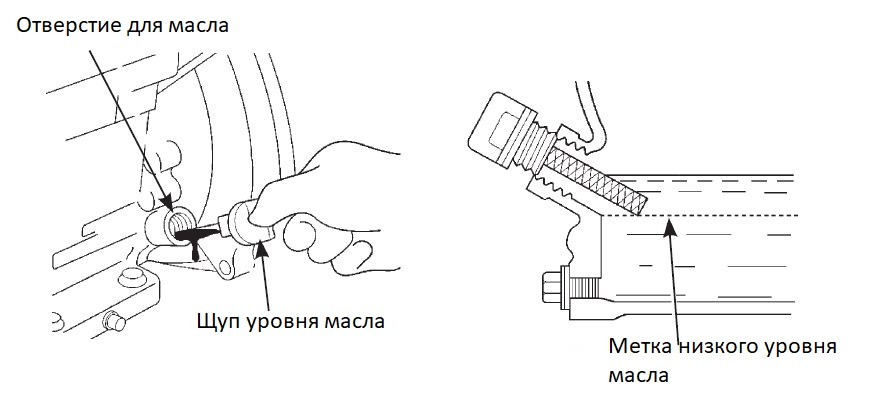 Отверстие для масла
Щуп уровня масла
Метка низкого уровня
масла